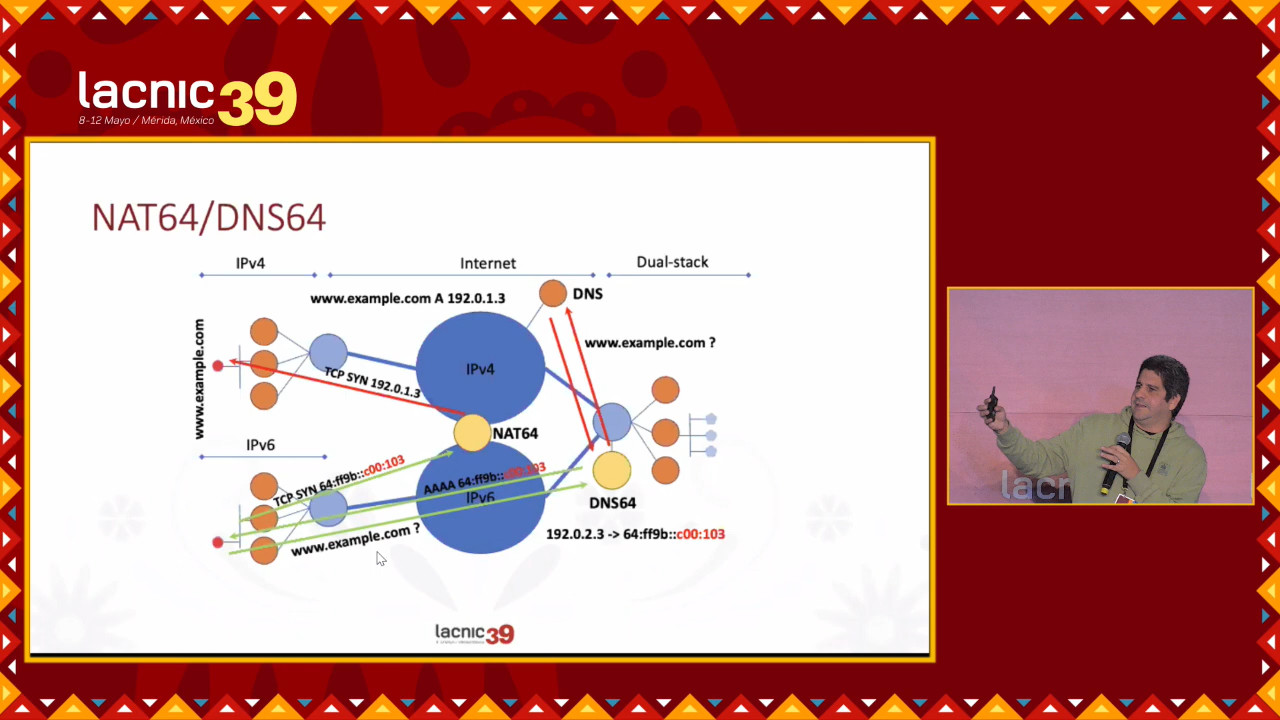 lacnic39
8-12 Mayo / Mérida, México
NAT64/DNS64
IPv4
Internet
Dual-stack
www.example.com A 192.0.1.3
DNS
www.example.com ?
www.example.com
IPv4
TCP SYN 192.0.1.3
NAT64
IPv6
TCP SYN 64:ff9b::c00:103
AAAA 64:ff9b::c00:103
IPv6
DNS64
www.example.com ?
192.0.2.3 -> 64:ff9b::c00:103
lacnic39
lacr